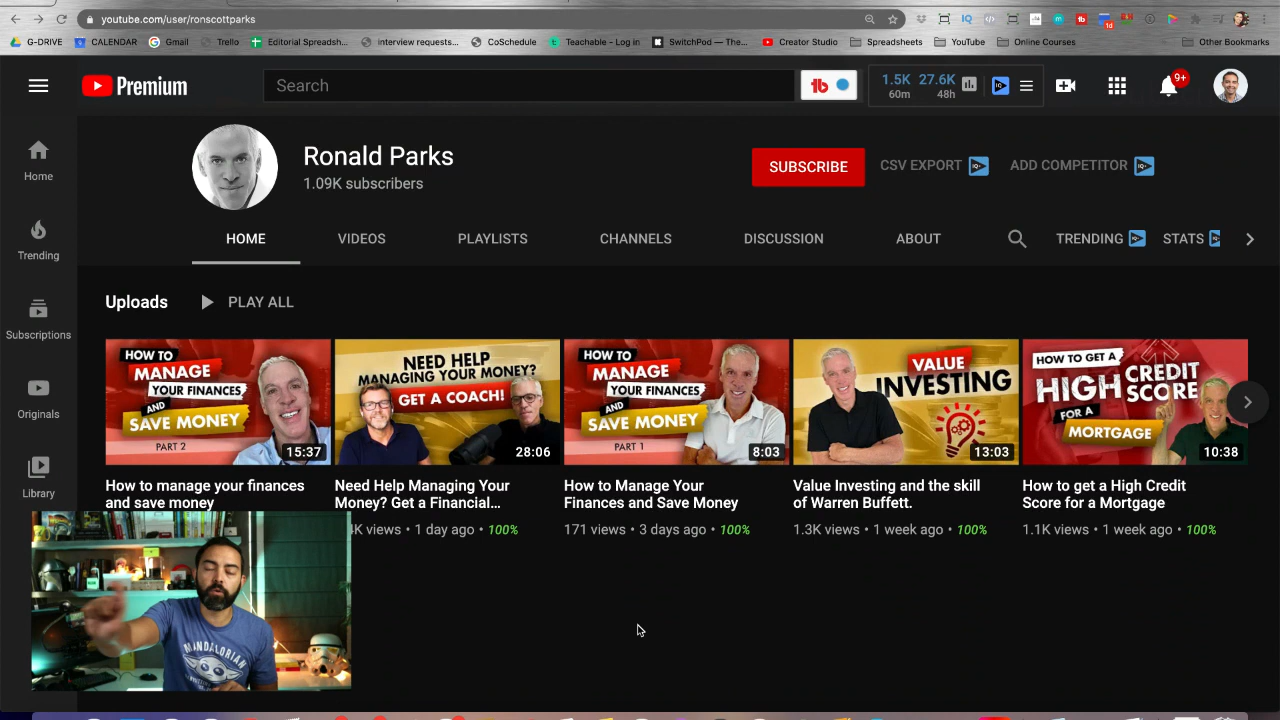 youtube.com/user/ronscottparks
G-DRIVE
CALENDAR
Gmail
Trello
Editorial Spreadsh...
interview requests...
CoSchedule
Teachable - Log in
SwitchPod — The...
Creator Studio
Spreadsheets
YouTube
Online Courses
Other Bookmarks
Premium
Search
tb
1.5K 27.6K
60m 48h
9+
Home
Trending
Subscriptions
Originals
Library
Ronald Parks
1.09K subscribers
SUBSCRIBE
CSV EXPORT
ADD COMPETITOR
HOME
VIDEOS
PLAYLISTS
CHANNELS
DISCUSSION
ABOUT
TRENDING
STATS
Uploads
PLAY ALL
HOW TO
MANAGE
YOUR FINANCES
AND
SAVE MONEY
PART 2
15:37
How to manage your finances
and save money
NEED HELP
MANAGING YOUR MONEY?
GET A COACH!
28:06
Need Help Managing Your
Money? Get a Financial...
4K views • 1 day ago • 100%
HOW TO
MANAGE
YOUR FINANCES
AND
SAVE MONEY
PART 1
8:03
How to Manage Your
Finances and Save Money
171 views • 3 days ago • 100%
VALUE
INVESTING
13:03
Value Investing and the skill
of Warren Buffett.
1.3K views • 1 week ago • 100%
HOW TO GET A
HIGH CREDIT
SCORE
FOR A
MORTGAGE
10:38
How to get a High Credit
Score for a Mortgage
1.1K views • 1 week ago • 100%
MANDALORIAN